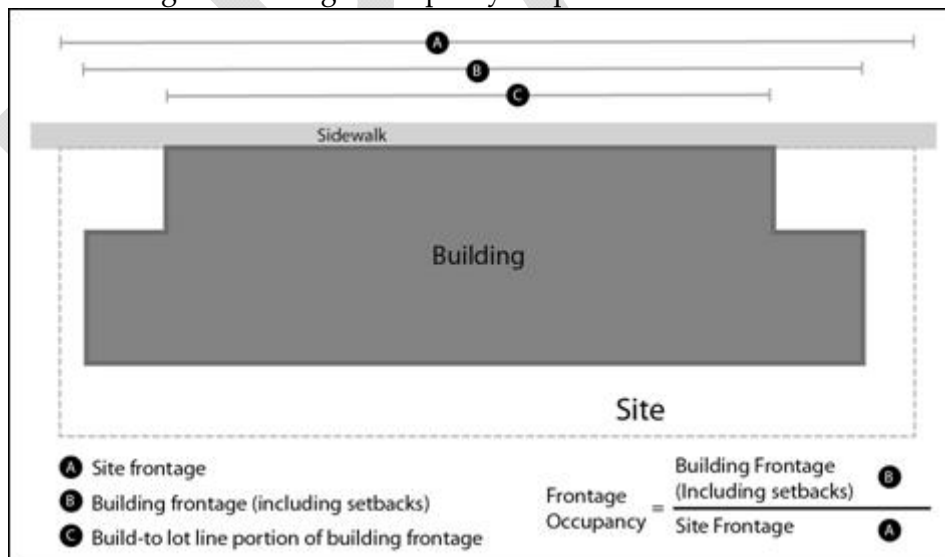 A
B
C
Sidewalk
Building
Site
A Site frontage
B Building frontage (including setbacks)
C Build-to lot line portion of building frontage
Frontage
Occupancy
=
Building Frontage
(Including setbacks) B
Site Frontage A